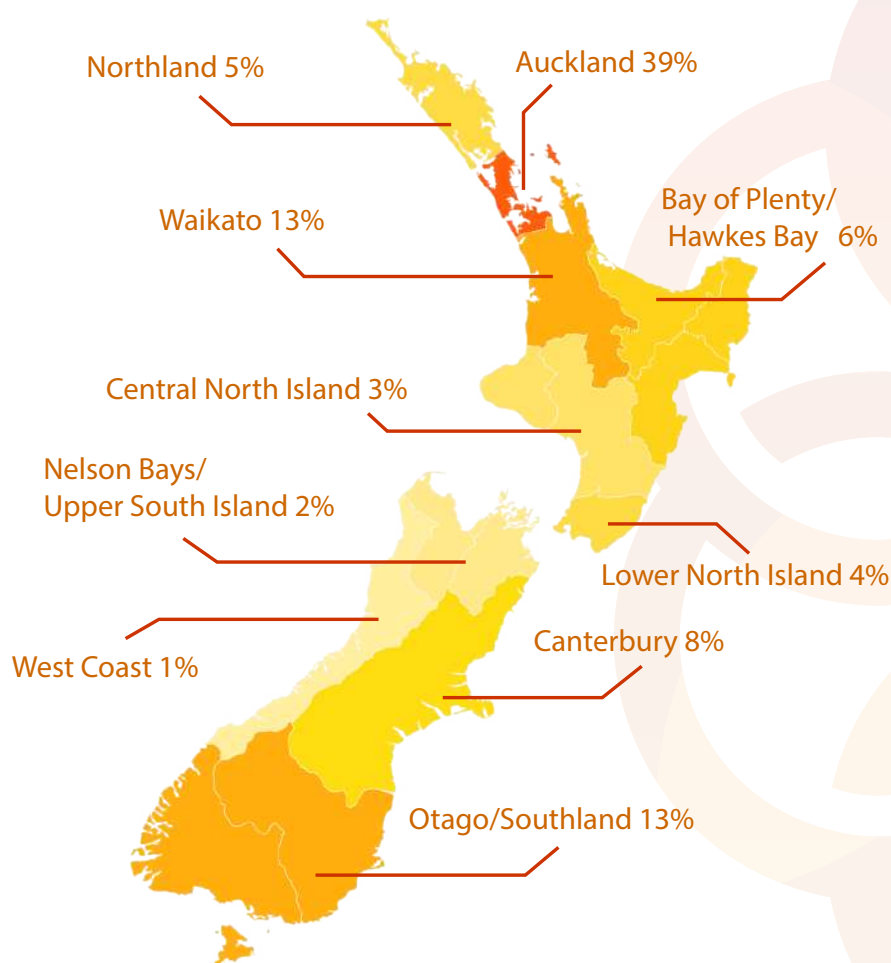 Northland 5%
Auckland 39%
Waikato 13%
Bay of Plenty/
Hawkes Bay 6%
Central North Island 3%
Nelson Bays/
Upper South Island 2%
Lower North Island 4%
West Coast 1%
Canterbury 8%
Otago/Southland 13%